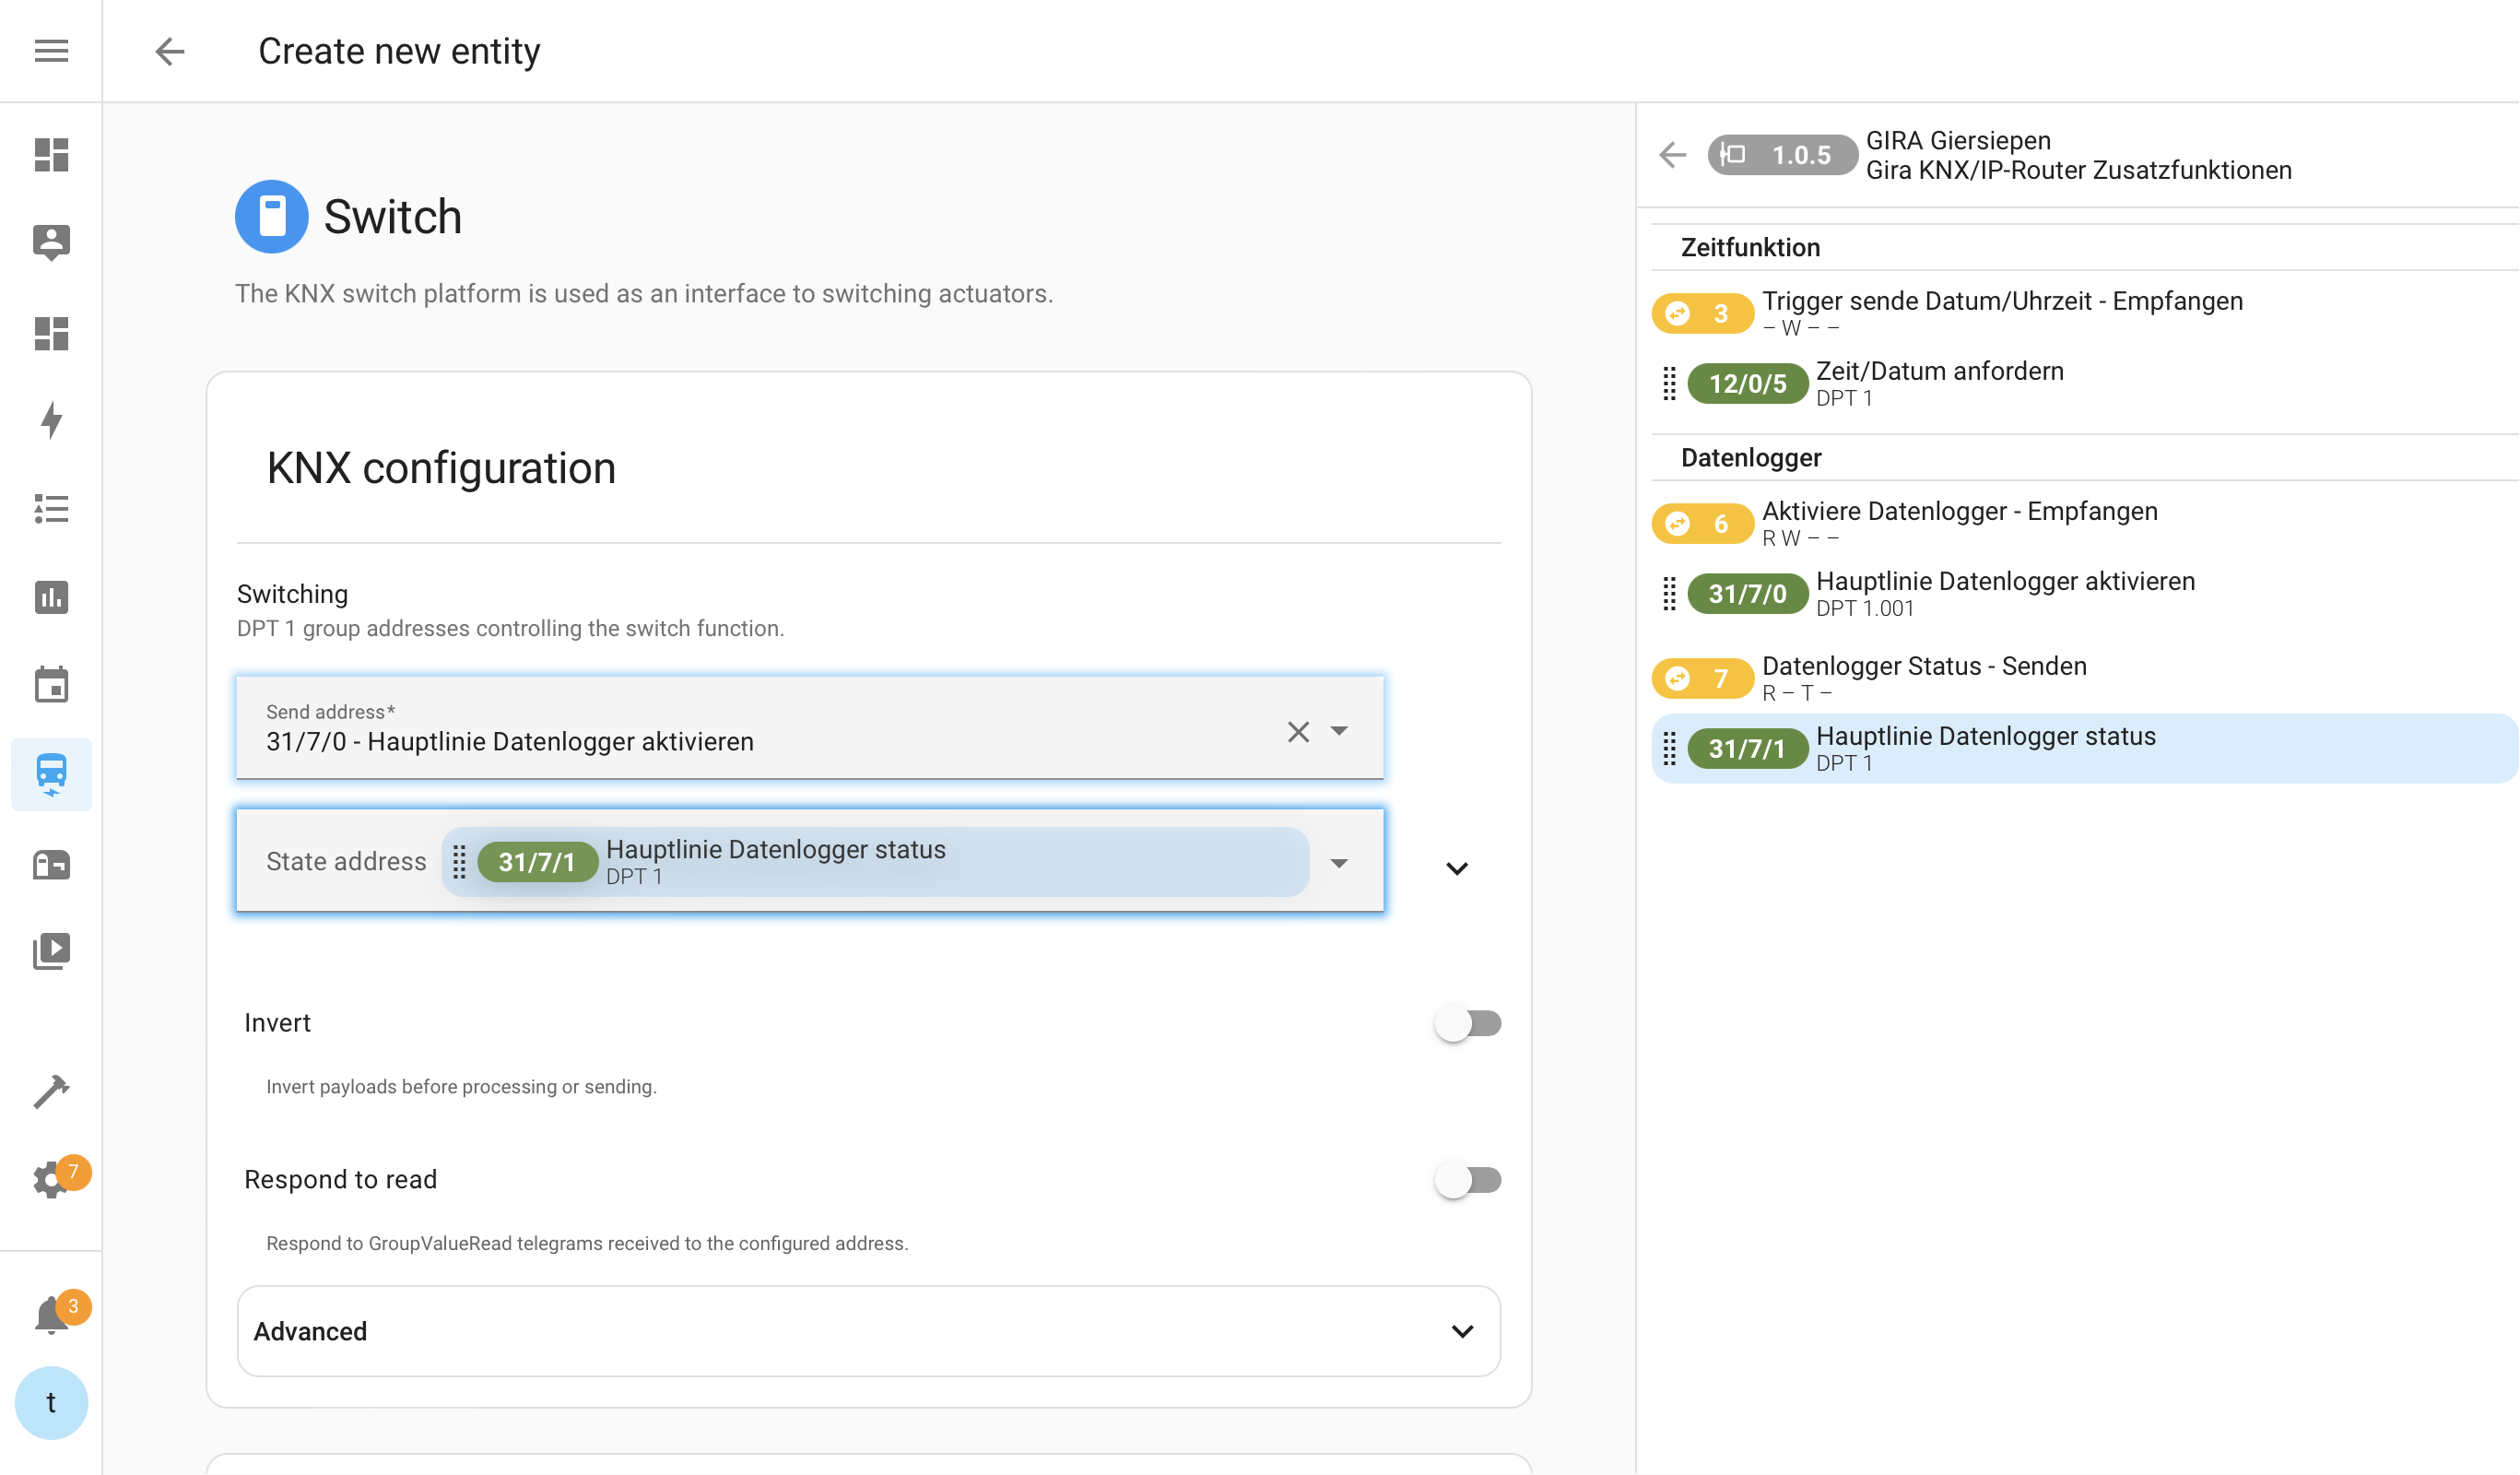 Create new entity
Switch
The KNX switch platform is used as an interface to switching actuators.
KNX configuration
Switching
DPT 1 group addresses controlling the switch function.
Send address*
31/7/0 - Hauptlinie Datenlogger aktivieren
State address
31/7/1
Hauptlinie Datenlogger status
DPT 1
Invert
Invert payloads before processing or sending.
Respond to read
Respond to GroupValueRead telegrams received to the configured address.
Advanced
7
3
t
1.0.5
GIRA Giersiepen
Gira KNX/IP-Router Zusatzfunktionen
Zeitfunktion
3
Trigger sende Datum/Uhrzeit - Empfangen
– W – –
12/0/5
Zeit/Datum anfordern
DPT 1
Datenlogger
6
Aktiviere Datenlogger - Empfangen
R W – –
31/7/0
Hauptlinie Datenlogger aktivieren
DPT 1.001
7
Datenlogger Status - Senden
R – T –
31/7/1
Hauptlinie Datenlogger status
DPT 1